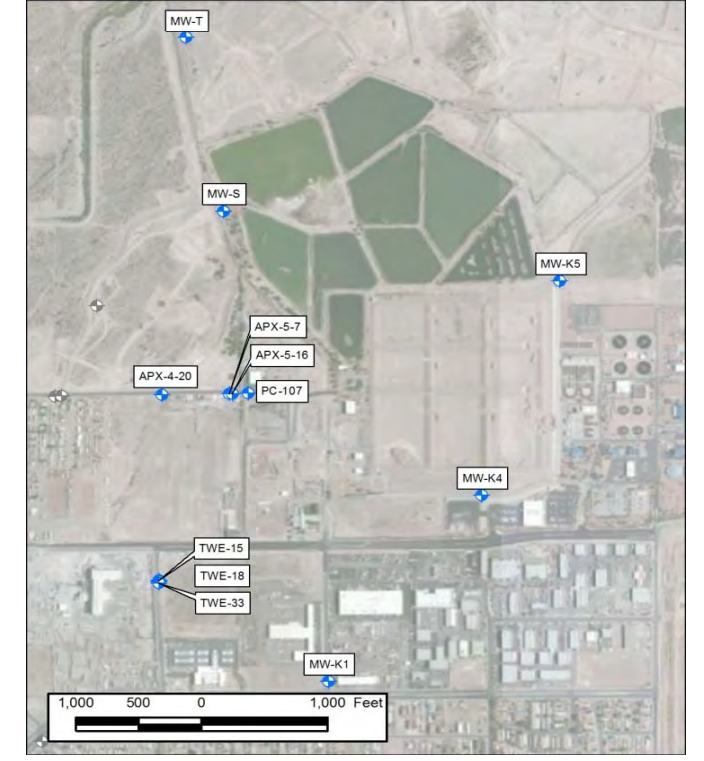 MW-T
MW-S
MW-K5
APX-5-7
APX-5-16
APX-4-20
PC-107
MW-K4
TWE-15
TWE-18
TWE-33
MW-K1
1,000 500 0 1,000 Feet